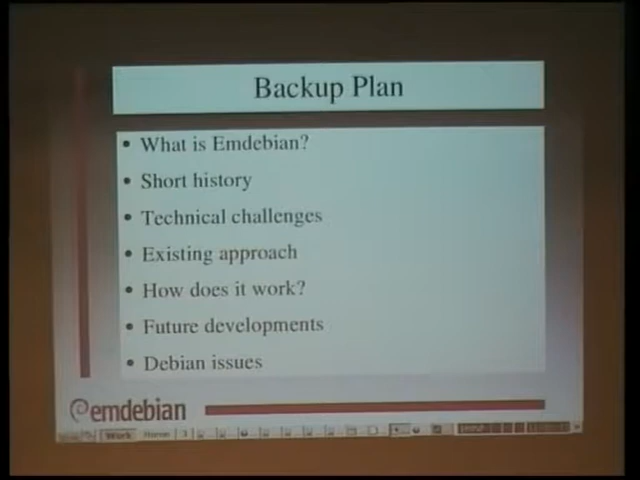 Backup Plan
• What is Emdebian?
• Short history
• Technical challenges
• Existing approach
• How does it work?
• Future developments
• Debian issues
emdebian
Work